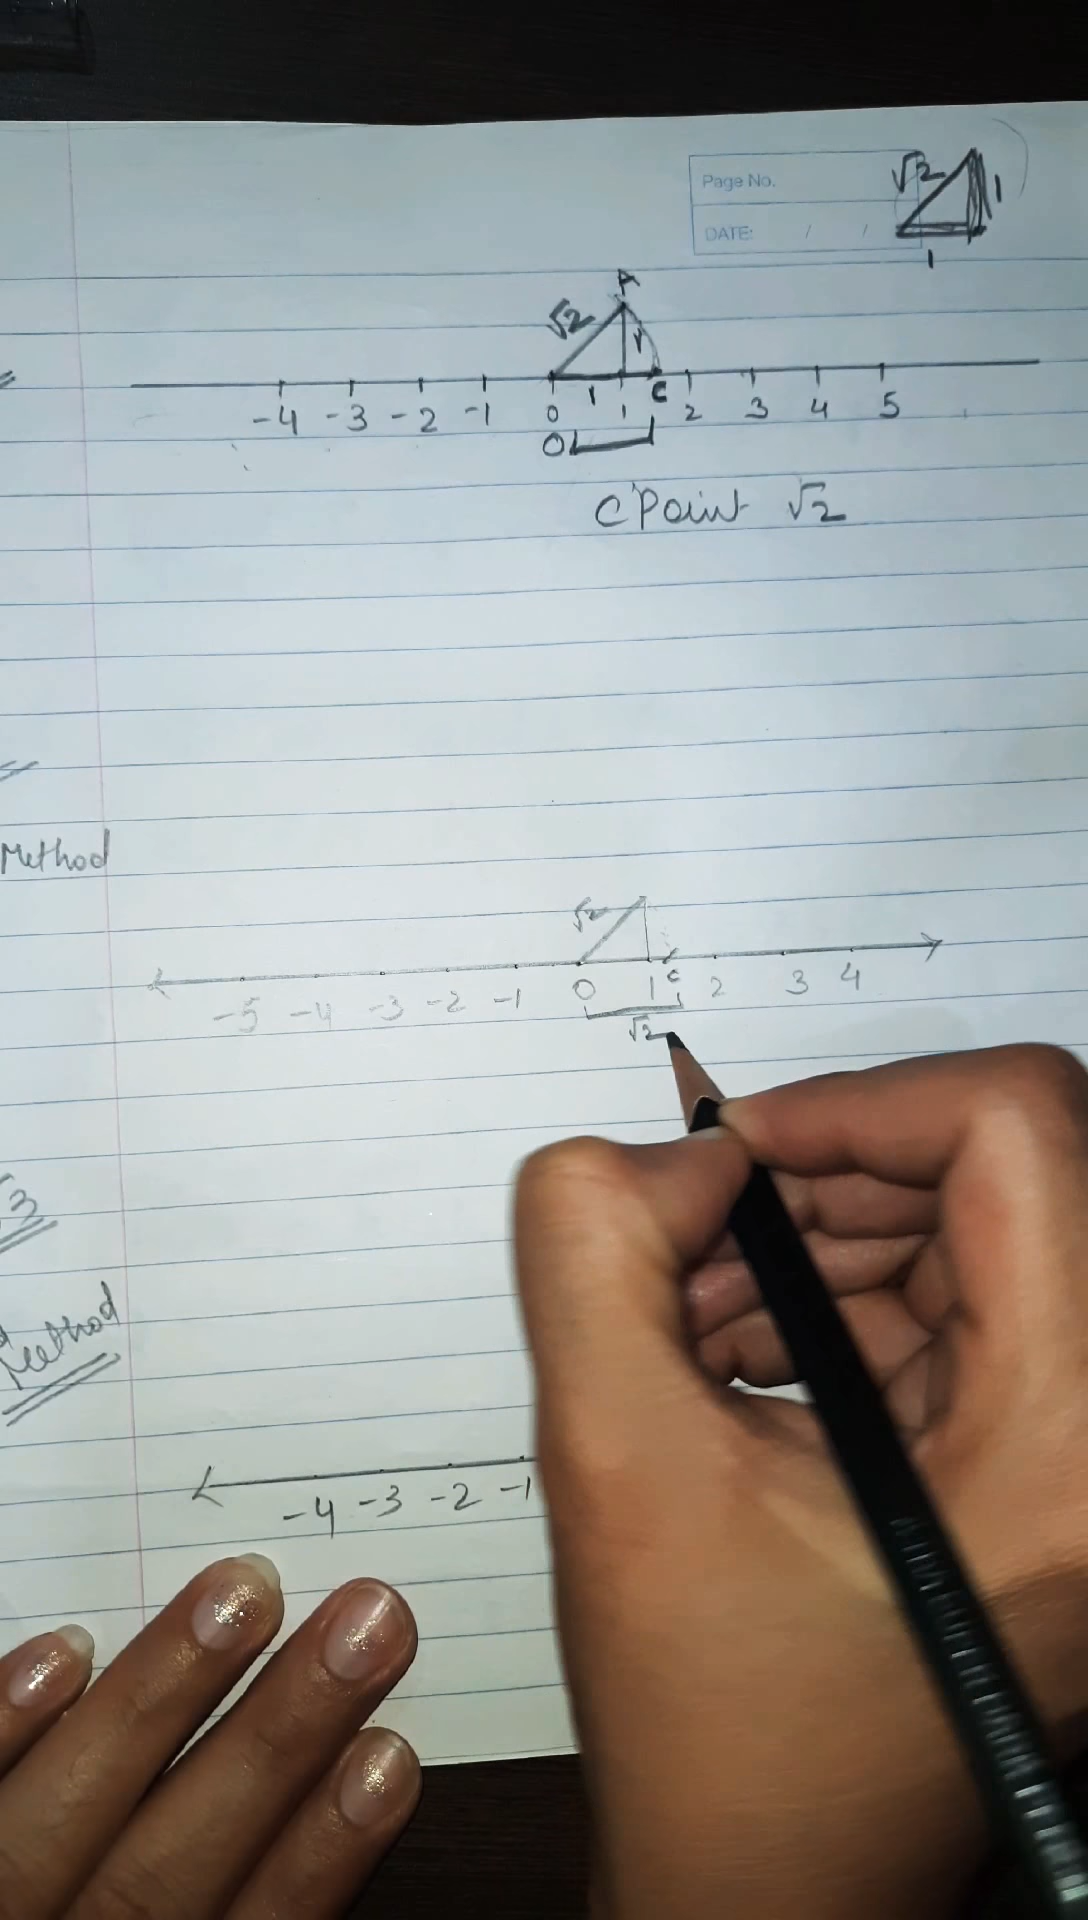 Page No.
DATE: / /
√2 1
1
A
√2 1
-4 -3 -2 -1 0 1 1 C 2 3 4 5
O
C Point √2
Method
√2
-5 -4 -3 -2 -1 0 1 C 2 3 4
√2
√3
Method
-4 -3 -2 -1